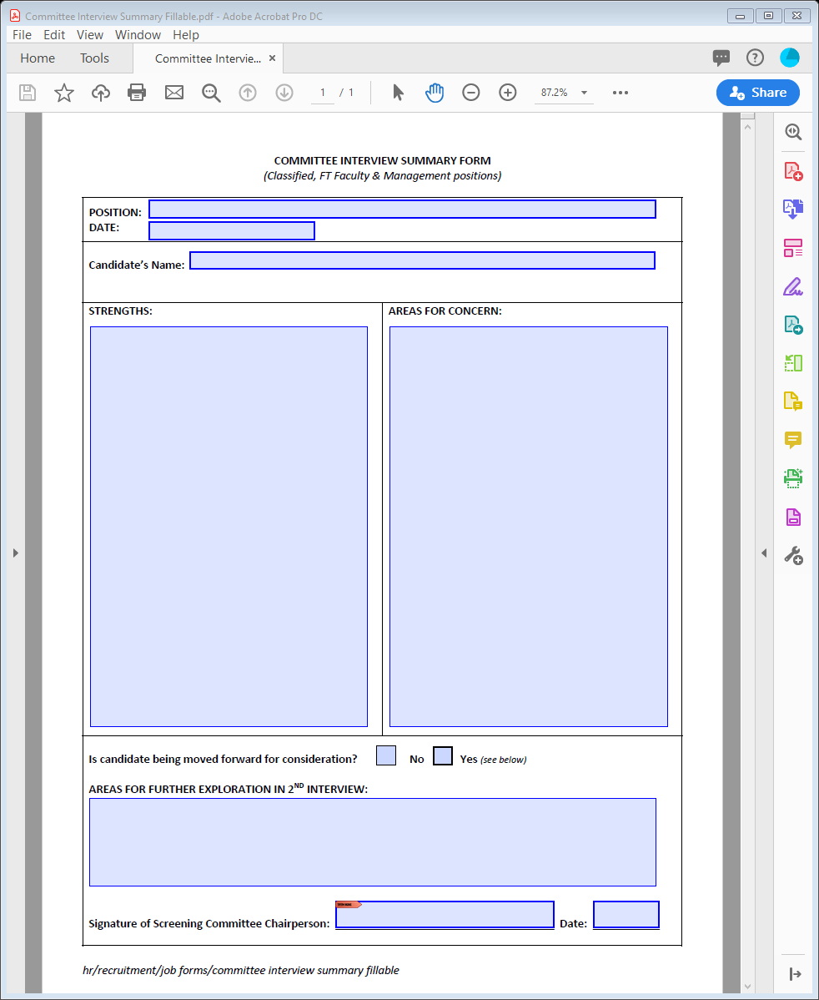 Committee Interview Summary Fillable.pdf - Adobe Acrobat Pro DC
File Edit View Window Help
Home Tools Committee Intervie... ×
1 / 1 87.2% Share
COMMITTEE INTERVIEW SUMMARY FORM
(Classified, FT Faculty & Management positions)
POSITION:
DATE:
Candidate's Name:
STRENGTHS: AREAS FOR CONCERN:
Is candidate being moved forward for consideration? No Yes (see below)
AREAS FOR FURTHER EXPLORATION IN 2ND INTERVIEW:
Signature of Screening Committee Chairperson: Date:
hr/recruitment/job forms/committee interview summary fillable